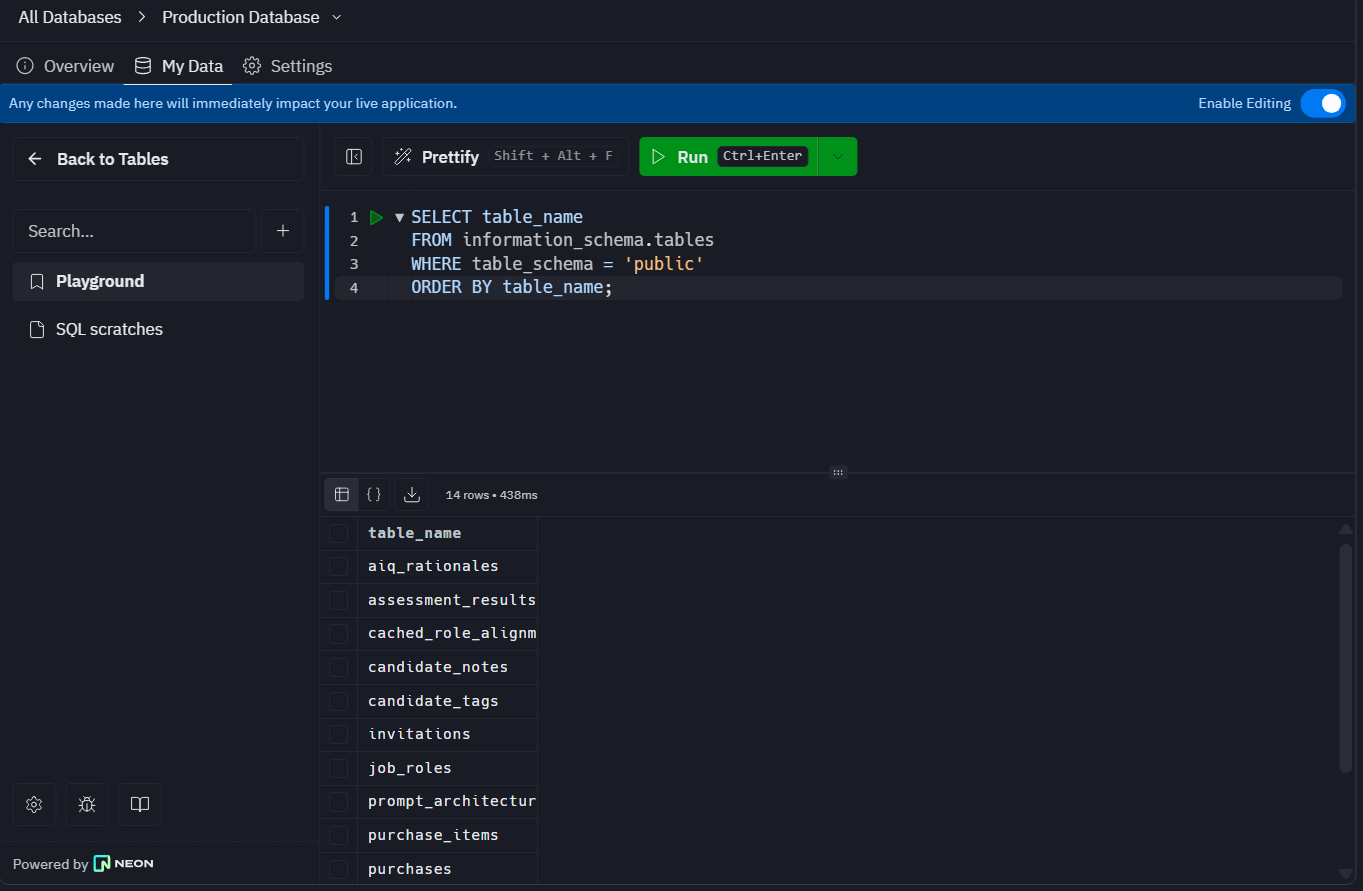 All Databases > Production Database
Overview My Data Settings
Any changes made here will immediately impact your live application. Enable Editing
Back to Tables
Prettify Shift + Alt + F Run Ctrl+Enter
Search... +
Playground
SQL scratches
1 SELECT table_name
2 FROM information_schema.tables
3 WHERE table_schema = 'public'
4 ORDER BY table_name;
{ } 14 rows • 438ms
table_name
aiq_rationales
assessment_results
cached_role_alignm
candidate_notes
candidate_tags
invitations
job_roles
prompt_architectur
purchase_items
purchases
Powered by NEON